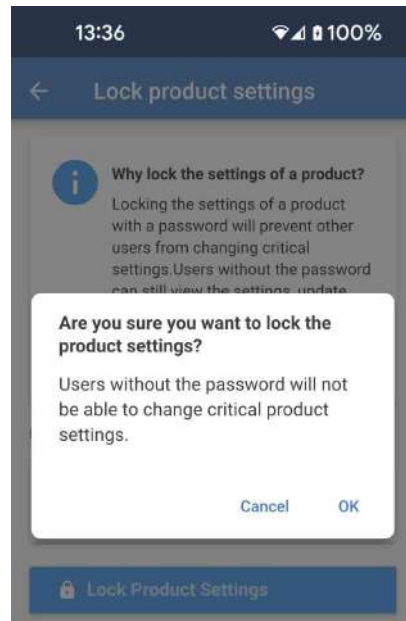 13:36
100%
Lock product settings
Why lock the settings of a product?
Locking the settings of a product
with a password will prevent other
users from changing critical
settings.Users without the password
can still view the settings, update
Are you sure you want to lock the
product settings?
Users without the password will not
be able to change critical product
settings.
Cancel OK
Lock Product Settings